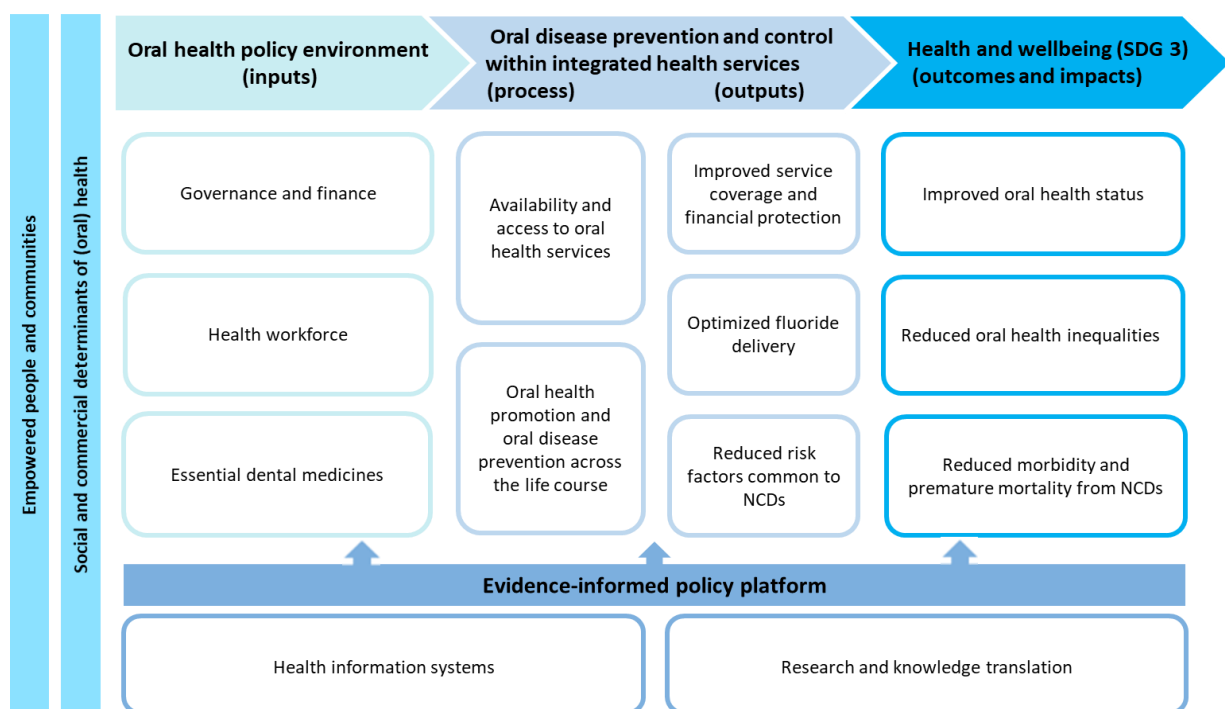 Empowered people and communities
Social and commercial determinants of (oral) health
Oral health policy environment
(inputs)
Oral disease prevention and control
within integrated health services
(process) (outputs)
Health and wellbeing (SDG 3)
(outcomes and impacts)
Governance and finance
Health workforce
Essential dental medicines
Availability and
access to oral
health services
Oral health
promotion and
oral disease
prevention across
the life course
Improved service
coverage and
financial protection
Optimized fluoride
delivery
Reduced risk
factors common to
NCDs
Improved oral health status
Reduced oral health inequalities
Reduced morbidity and
premature mortality from NCDs
Evidence-informed policy platform
Health information systems
Research and knowledge translation